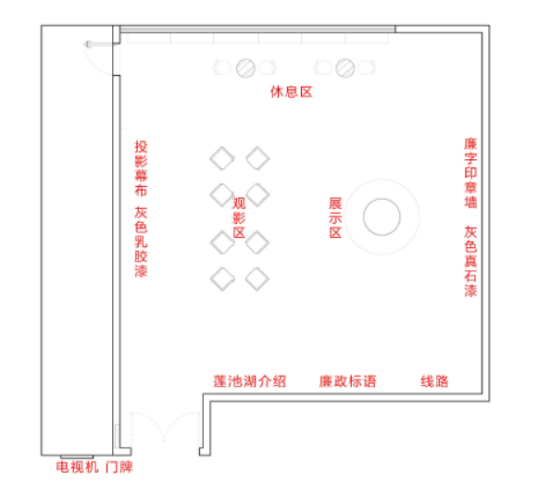 休息区
投影幕布 灰色乳胶漆
观影区
展示区
廉字印章墙 灰色真石漆
莲池湖介绍 廉政标语 线路
电视机 门牌